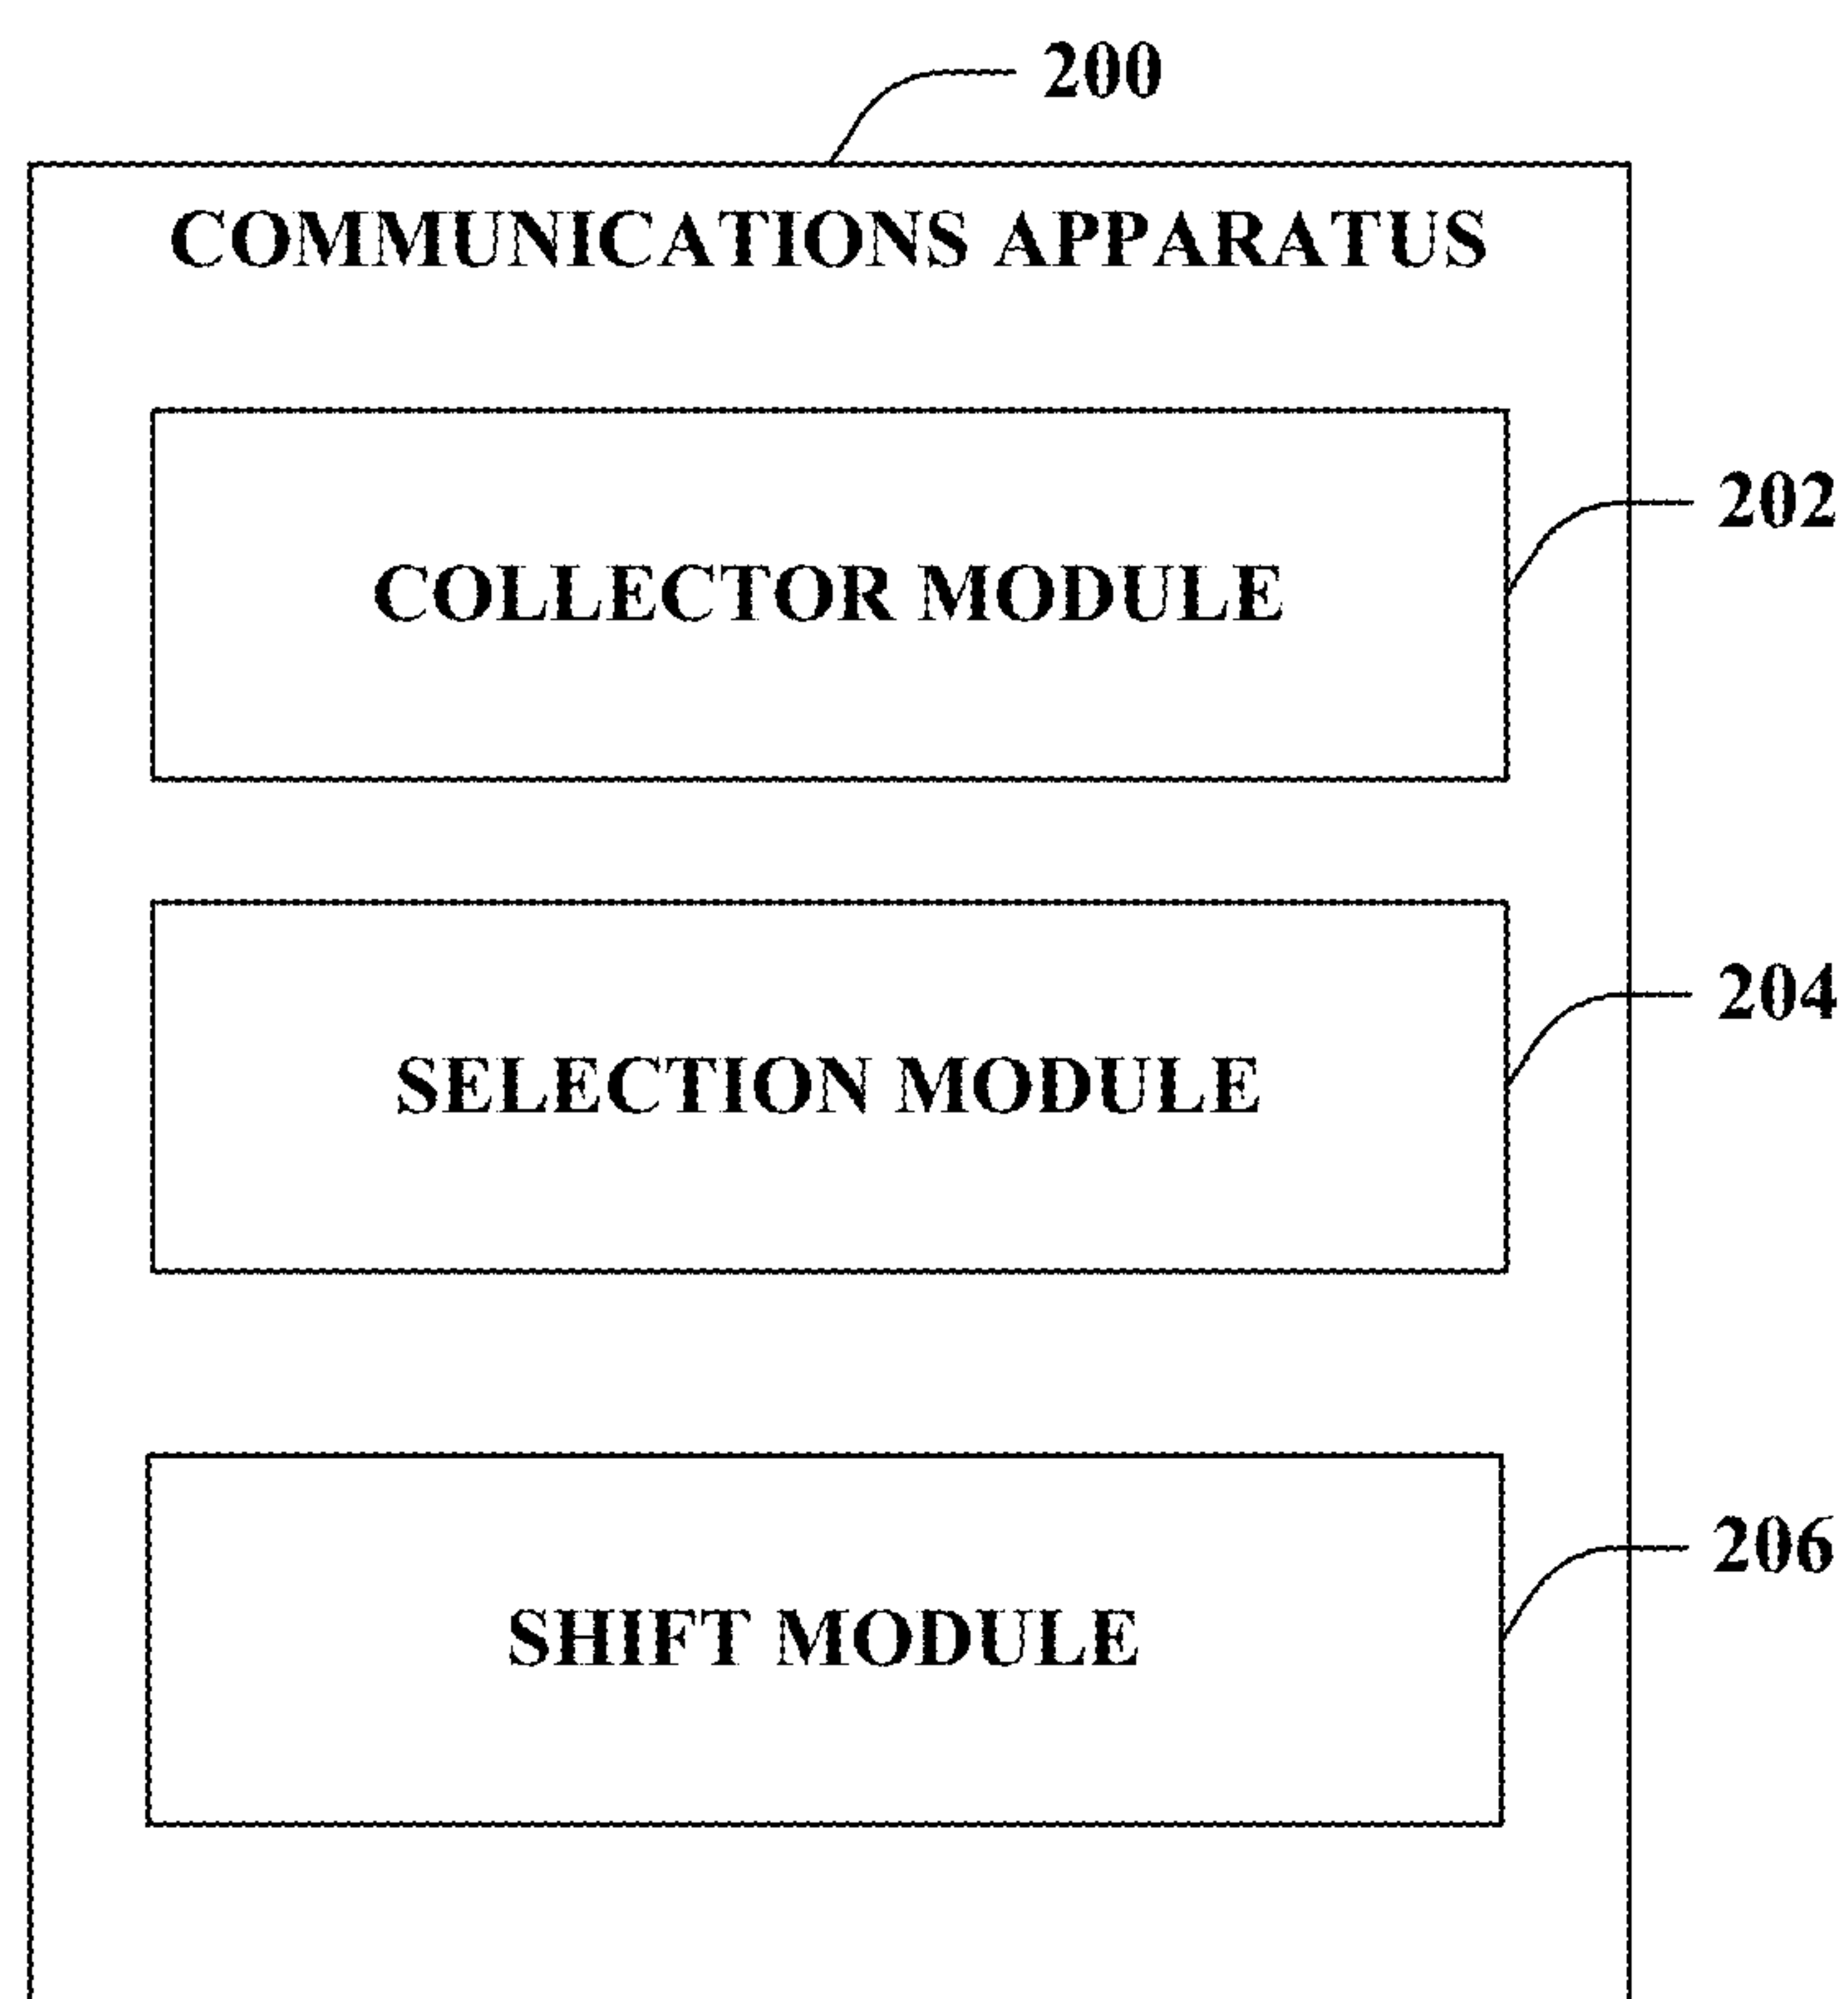 200
COMMUNICATIONS APPARATUS
202
COLLECTOR MODULE
204
SELECTION MODULE
206
SHIFT MODULE